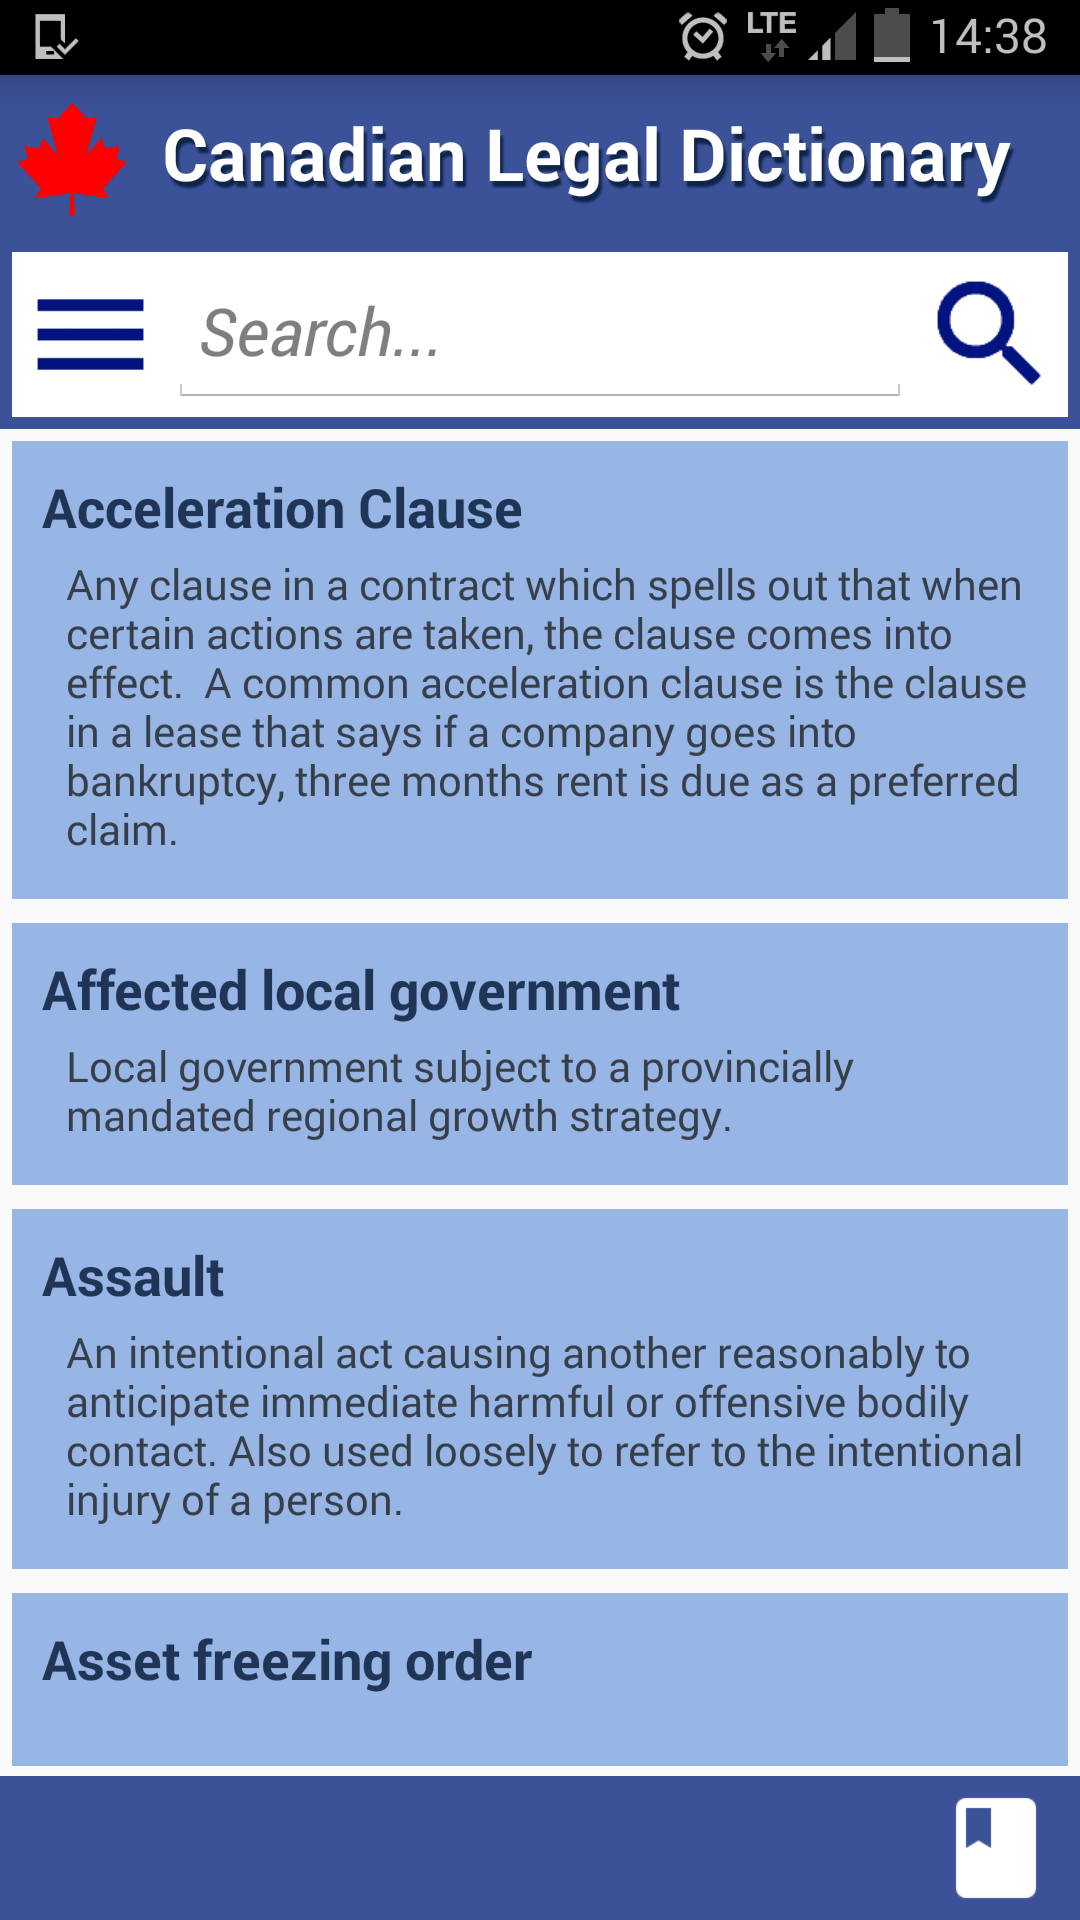 LTE 14:38
Canadian Legal Dictionary
Search...
Acceleration Clause
Any clause in a contract which spells out that when
certain actions are taken, the clause comes into
effect.  A common acceleration clause is the clause
in a lease that says if a company goes into
bankruptcy, three months rent is due as a preferred
claim.
Affected local government
Local government subject to a provincially
mandated regional growth strategy.
Assault
An intentional act causing another reasonably to
anticipate immediate harmful or offensive bodily
contact. Also used loosely to refer to the intentional
injury of a person.
Asset freezing order